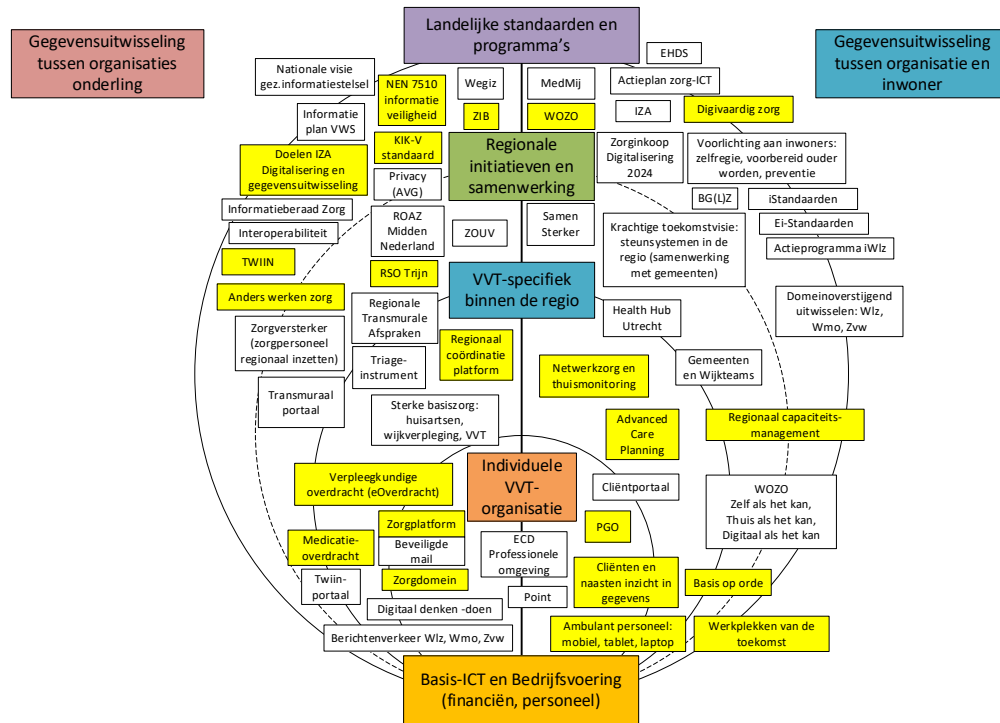 Gegevensuitwisseling
tussen organisaties
onderling
Landelijke standaarden en
programma's
Gegevensuitwisseling
tussen organisatie en
inwoner
EHDS
Nationale visie
gez.informatiestelsel
NEN 7510
informatie
veiligheid
Wegiz
MedMij
Actieplan zorg-ICT
Informatie
plan VWS
ZIB
WOZO
IZA
Digivaardig zorg
Doelen IZA
Digitalisering en
gegevensuitwisseling
KIK-V
standaard
Regionale
initiatieven en
samenwerking
Zorginkoop
Digitalisering
2024
Voorlichting aan inwoners:
zelfregie, voorbereid ouder
worden, preventie
Privacy
(AVG)
BG(L)Z
iStandaarden
Informatieberaad Zorg
ROAZ
Midden
Nederland
ZOUV
Samen
Sterker
Krachtige toekomstvisie:
steunsystemen in de
regio (samenwerking
met gemeenten)
Ei-Standaarden
Interoperabiliteit
Actieprogramma iWlz
TWIIN
RSO Trijn
VVT-specifiek
binnen de regio
Anders werken zorg
Regionale
Transmurale
Afspraken
Health Hub
Utrecht
Domeinoverstijgend
uitwisselen: Wlz,
Wmo, Zvw
Zorgversterker
(zorgpersoneel
regionaal inzetten)
Regionaal
coördinatie
platform
Triage-
instrument
Netwerkzorg en
thuismonitoring
Gemeenten
en Wijkteams
Transmuraal
portaal
Sterke basiszorg:
huisartsen,
wijkverpleging, VVT
Advanced
Care
Planning
Regionaal capaciteits-
management
Verpleegkundige
overdracht (eOverdracht)
Individuele
VVT-
organisatie
Cliëntportaal
WOZO
Zelf als het kan,
Thuis als het kan,
Digitaal als het kan
Zorgplatform
PGO
Medicatie-
overdracht
Beveiligde
mail
ECD
Professionele
omgeving
Cliënten en
naasten inzicht in
gegevens
Twiin-
portaal
Zorgdomein
Basis op orde
Point
Digitaal denken -doen
Berichtenverkeer Wlz, Wmo, Zvw
Ambulant personeel:
mobiel, tablet, laptop
Werkplekken van de
toekomst
Basis-ICT en Bedrijfsvoering
(financiën, personeel)